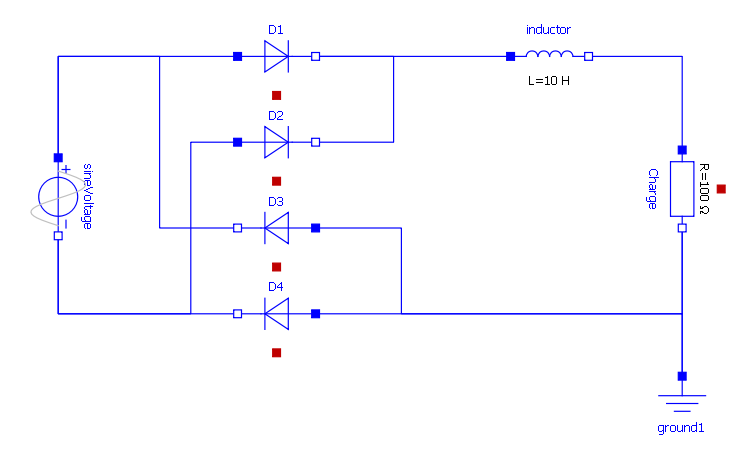 D1
inductor
L=10 H
D2
+
sineVoltage
-
D3
R=100 Ω
Charge
D4
ground1